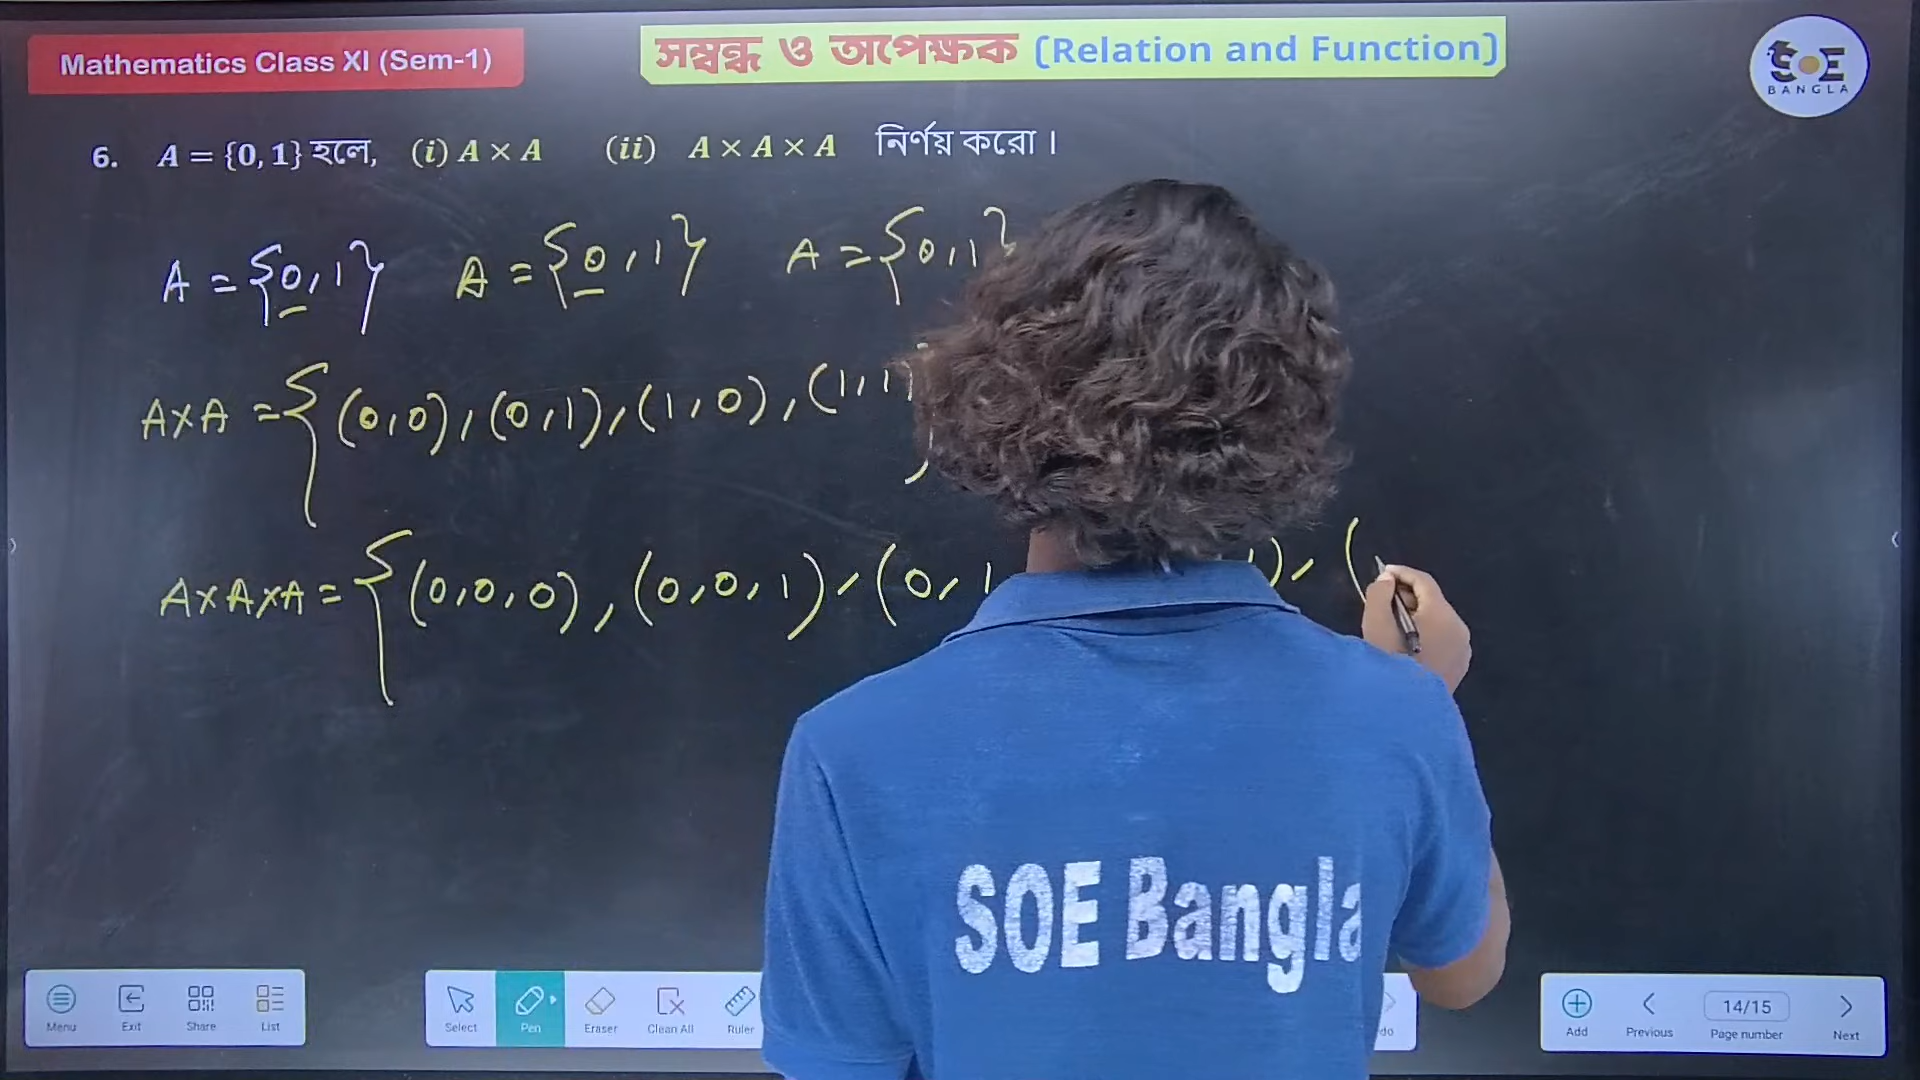 Mathematics Class XI (Sem-1)
সম্বন্ধ ও অপেক্ষক (Relation and Function)
SOE
BANGLA
6. A = {0, 1} হলে, (i) A × A (ii) A × A × A নির্ণয় করো।
A = {0, 1} A = {0, 1} A = {0, 1}
A×A = { (0,0), (0,1), (1,0), (1,1
A×A×A = { (0,0,0), (0,0,1), (0,1 1), (
SOE Bangla
Menu Exit Share List Select Pen Eraser Clean All Ruler do Add Previous 14/15 Page number Next